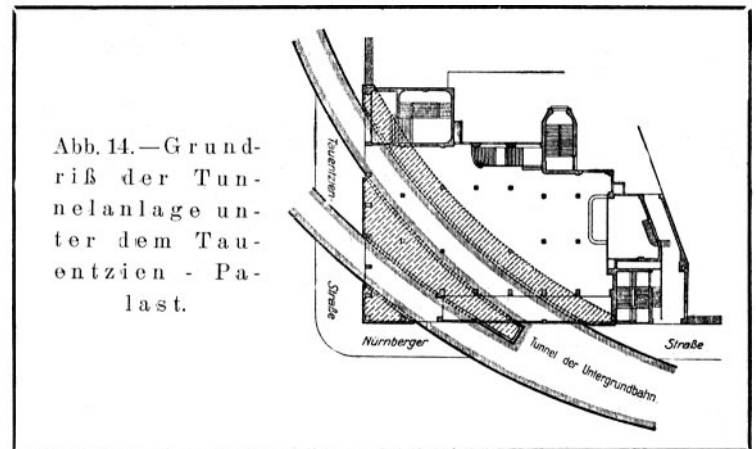 Abb. 14.—Grund-
riß der Tun-
nelanlage un-
ter dem Tau-
entzien - Pa-
last.
Tauentzien-
Straße
Nürnberger
Straße
Tunnel der Untergrundbahn